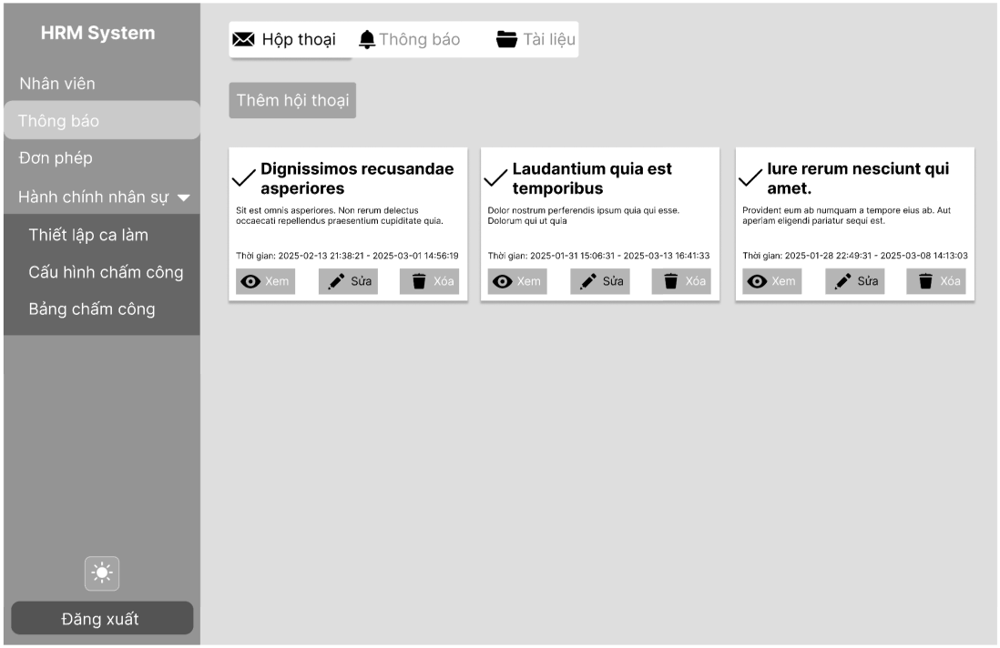 HRM System
Nhân viên
Thông báo
Đơn phép
Hành chính nhân sự
Thiết lập ca làm
Cấu hình chấm công
Bảng chấm công
Đăng xuất
Hộp thoại
Thông báo
Tài liệu
Thêm hội thoại
Dignissimos recusandae
asperiores
Sit est omnis asperiores. Non rerum delectus
occaecati repellendus praesentium cupiditate quia.
Thời gian: 2025-02-13 21:38:21 - 2025-03-01 14:56:19
Xem
Sửa
Xóa
Laudantium quia est
temporibus
Dolor nostrum perferendis ipsum quia qui esse.
Dolorum qui ut quia
Thời gian: 2025-01-31 15:06:31 - 2025-03-13 16:41:33
Xem
Sửa
Xóa
Iure rerum nesciunt qui
amet.
Provident eum ab numquam a tempore eius ab. Aut
aperiam eligendi pariatur sequi est.
Thời gian: 2025-01-28 22:49:31 - 2025-03-08 14:13:03
Xem
Sửa
Xóa